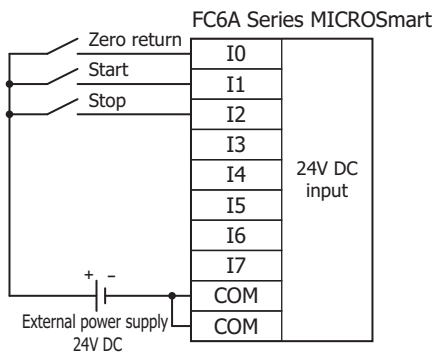 FC6A Series MICROSmart
Zero return
I0
Start
I1
Stop
I2
I3
I4
24V DC
input
I5
I6
I7
+ −
COM
External power supply
24V DC
COM